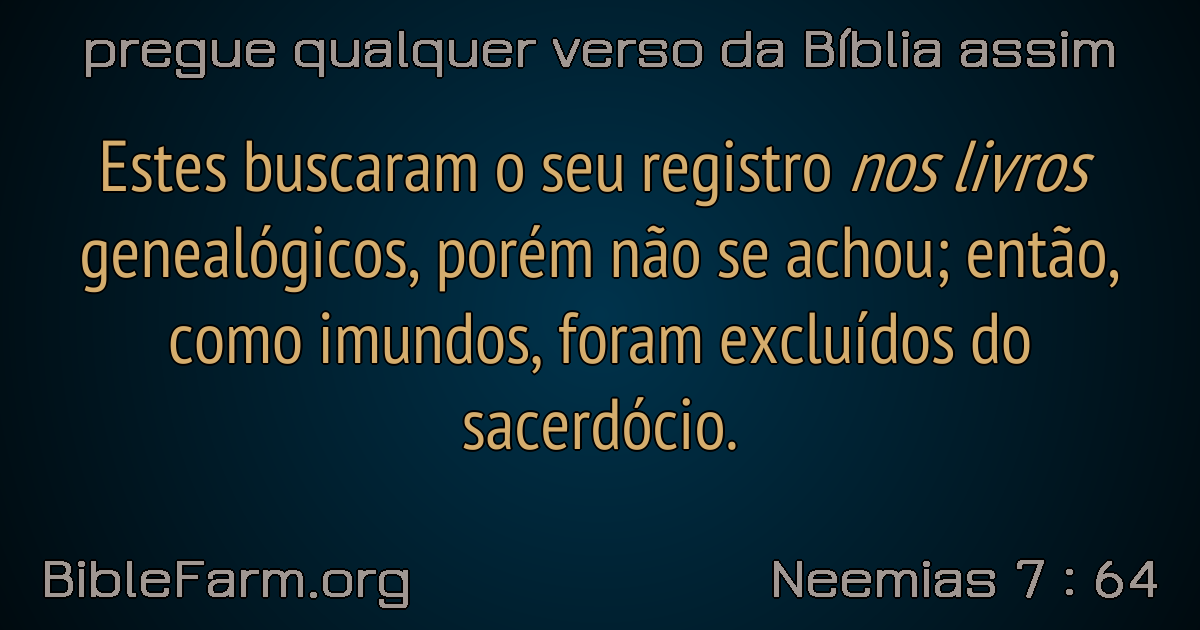 pregue qualquer verso da Bíblia assim
Estes buscaram o seu registro nos livros
genealógicos, porém não se achou; então,
como imundos, foram excluídos do
sacerdócio.
BibleFarm.org
Neemias 7 : 64